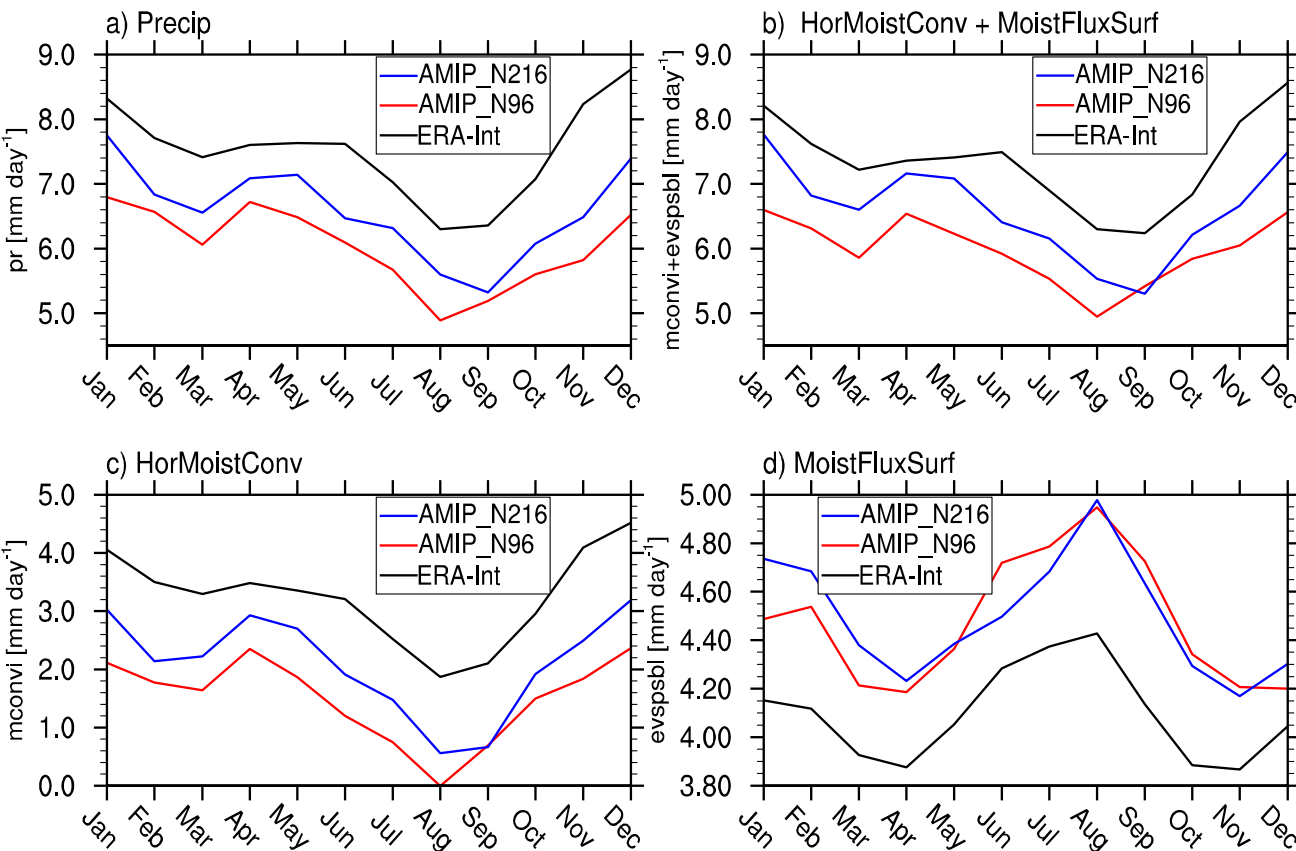 a) Precip
9.0
8.0
7.0
6.0
5.0
pr [mm day⁻¹]
AMIP_N216
AMIP_N96
ERA-Int
Jan Feb Mar Apr May Jun Jul Aug Sep Oct Nov Dec
b) HorMoistConv + MoistFluxSurf
9.0
8.0
7.0
6.0
5.0
mconvi+evspsbl [mm day⁻¹]
AMIP_N216
AMIP_N96
ERA-Int
Jan Feb Mar Apr May Jun Jul Aug Sep Oct Nov Dec
c) HorMoistConv
5.0
4.0
3.0
2.0
1.0
0.0
mconvi [mm day⁻¹]
AMIP_N216
AMIP_N96
ERA-Int
Jan Feb Mar Apr May Jun Jul Aug Sep Oct Nov Dec
d) MoistFluxSurf
5.00
4.80
4.60
4.40
4.20
4.00
3.80
evspsbl [mm day⁻¹]
AMIP_N216
AMIP_N96
ERA-Int
Jan Feb Mar Apr May Jun Jul Aug Sep Oct Nov Dec